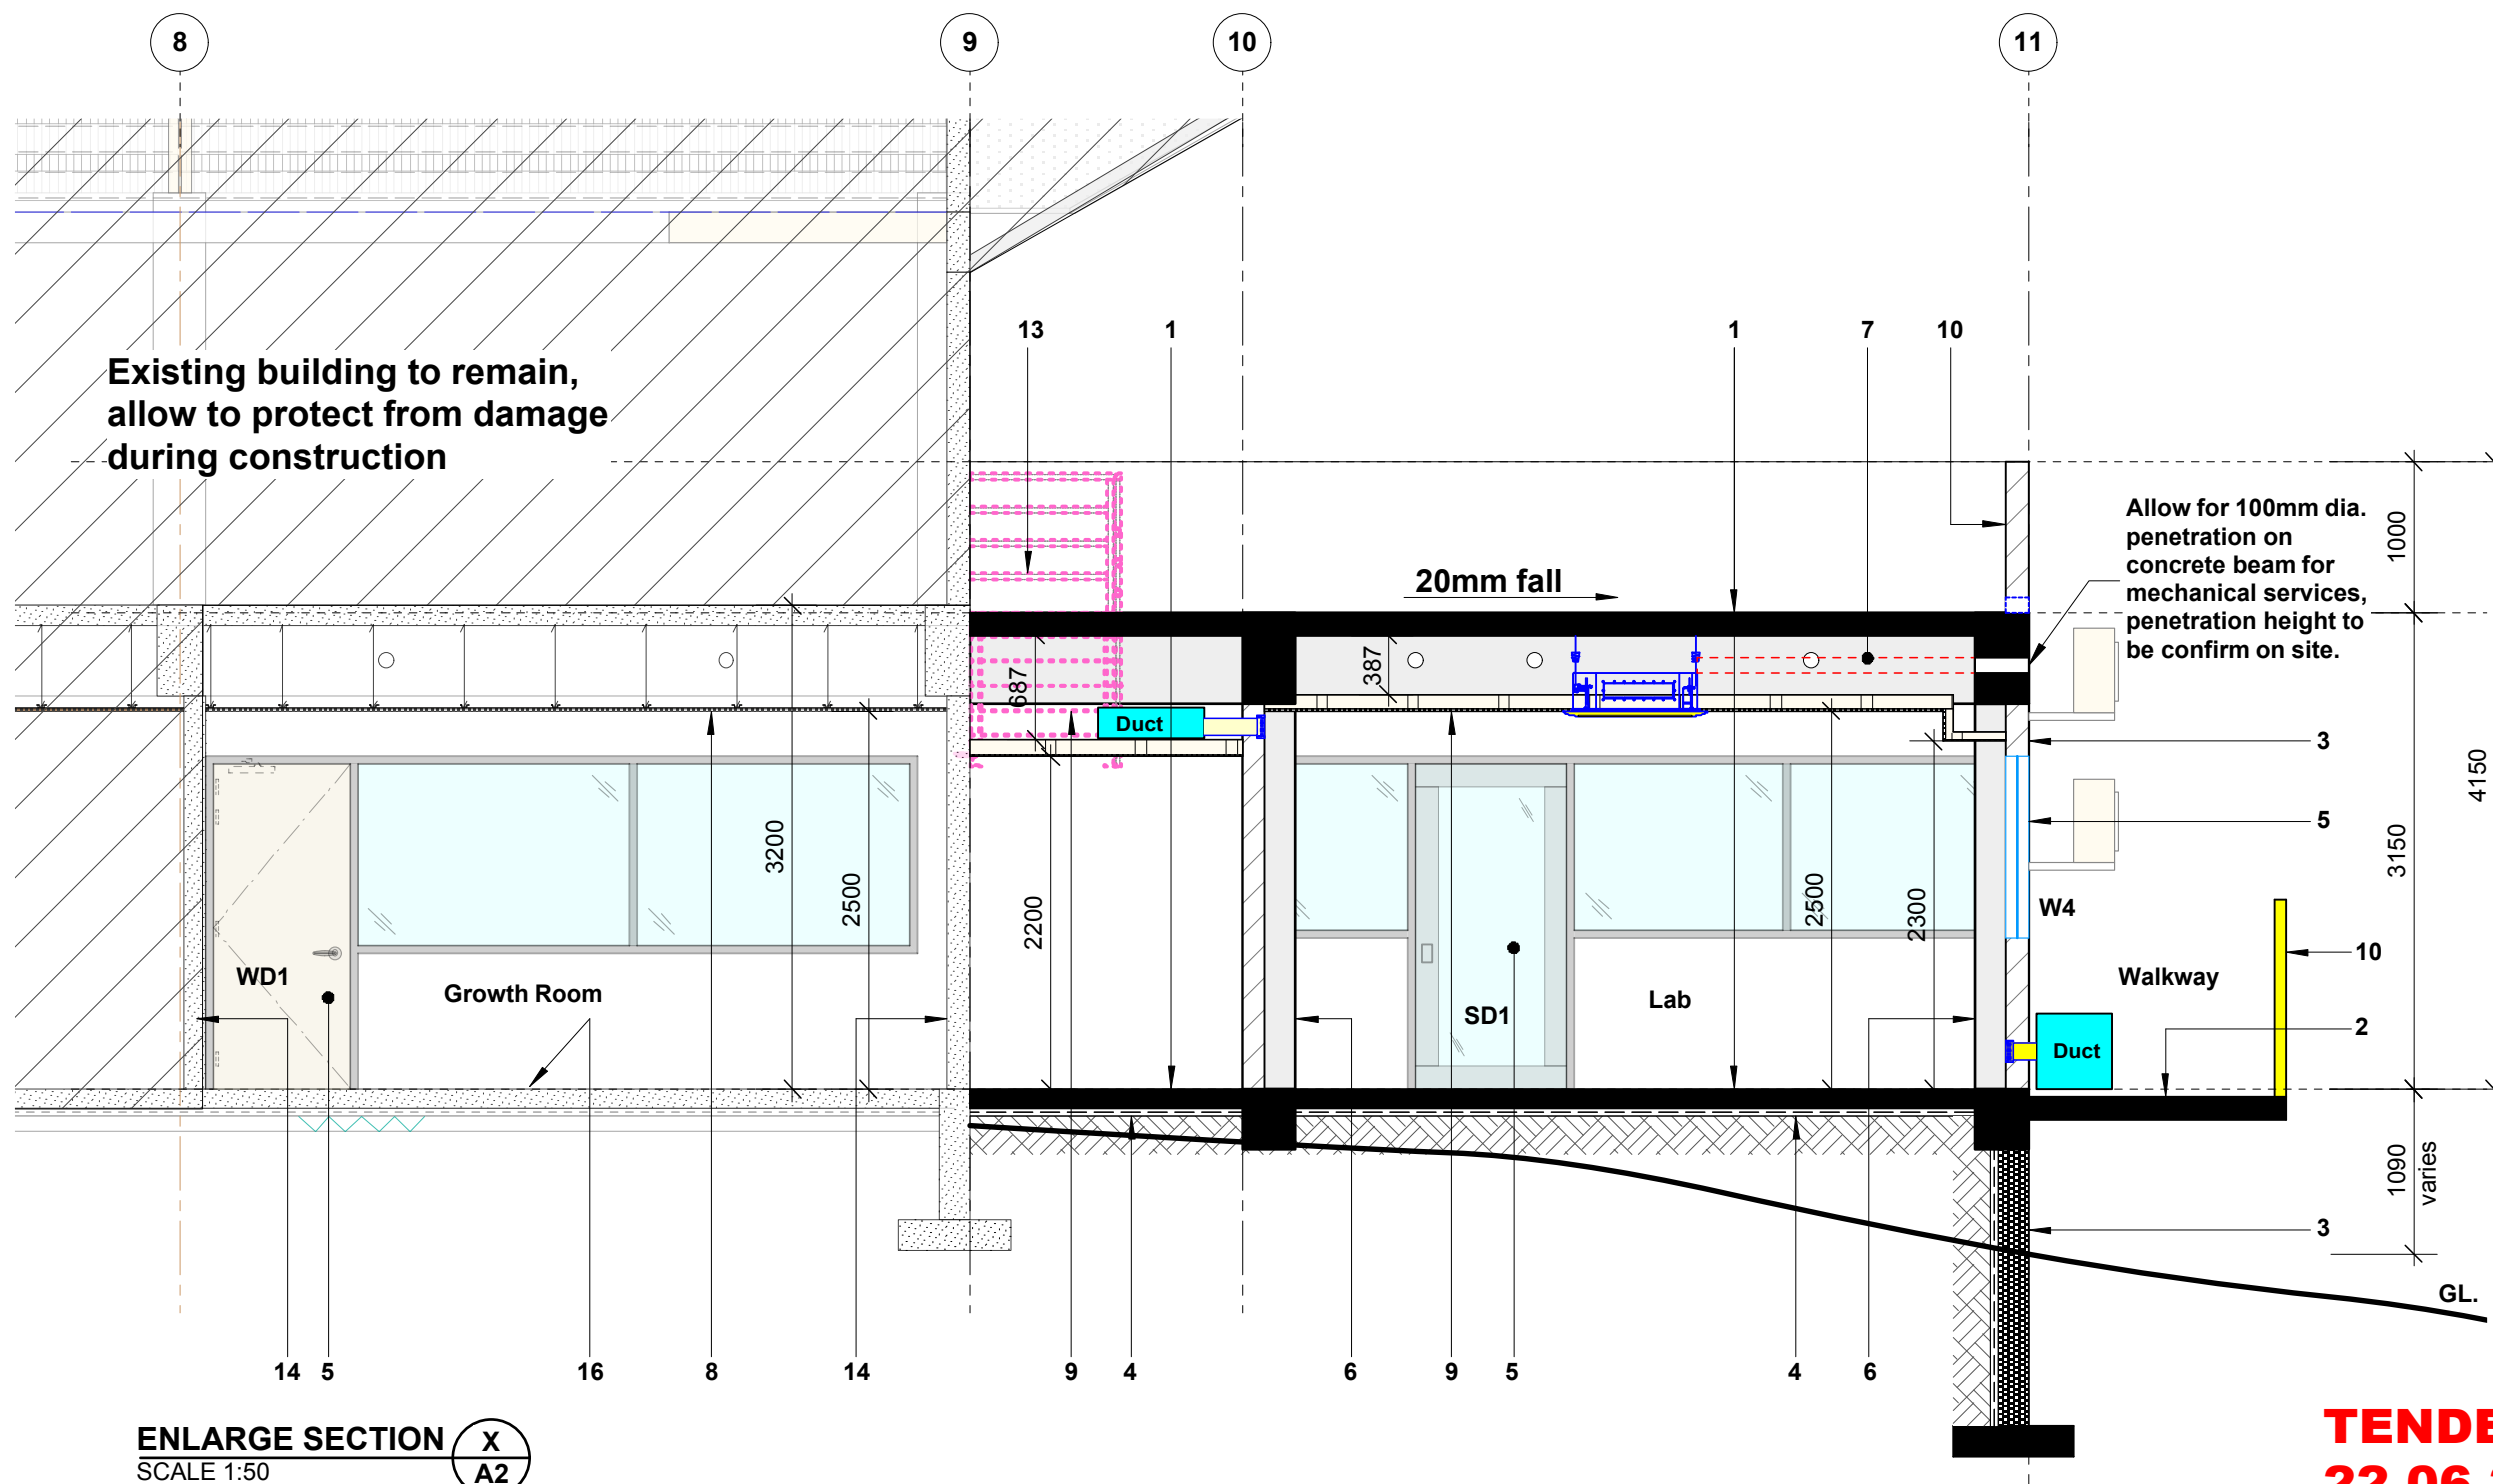 8
9
10
11
13
1
1
7
10
Existing building to remain,
allow to protect from damage
during construction
Allow for 100mm dia.
penetration on
concrete beam for
mechanical services,
penetration height to
be confirm on site.
1000
20mm fall
687
387
Duct
3
4150
5
3200
2500
3150
2200
2500
2300
W4
10
WD1
Growth Room
Walkway
Lab
SD1
2
Duct
1090
varies
3
GL.
14
5
16
8
14
9
4
6
9
5
4
6
ENLARGE SECTION
X
SCALE 1:50
A2
TENDE
22.06.